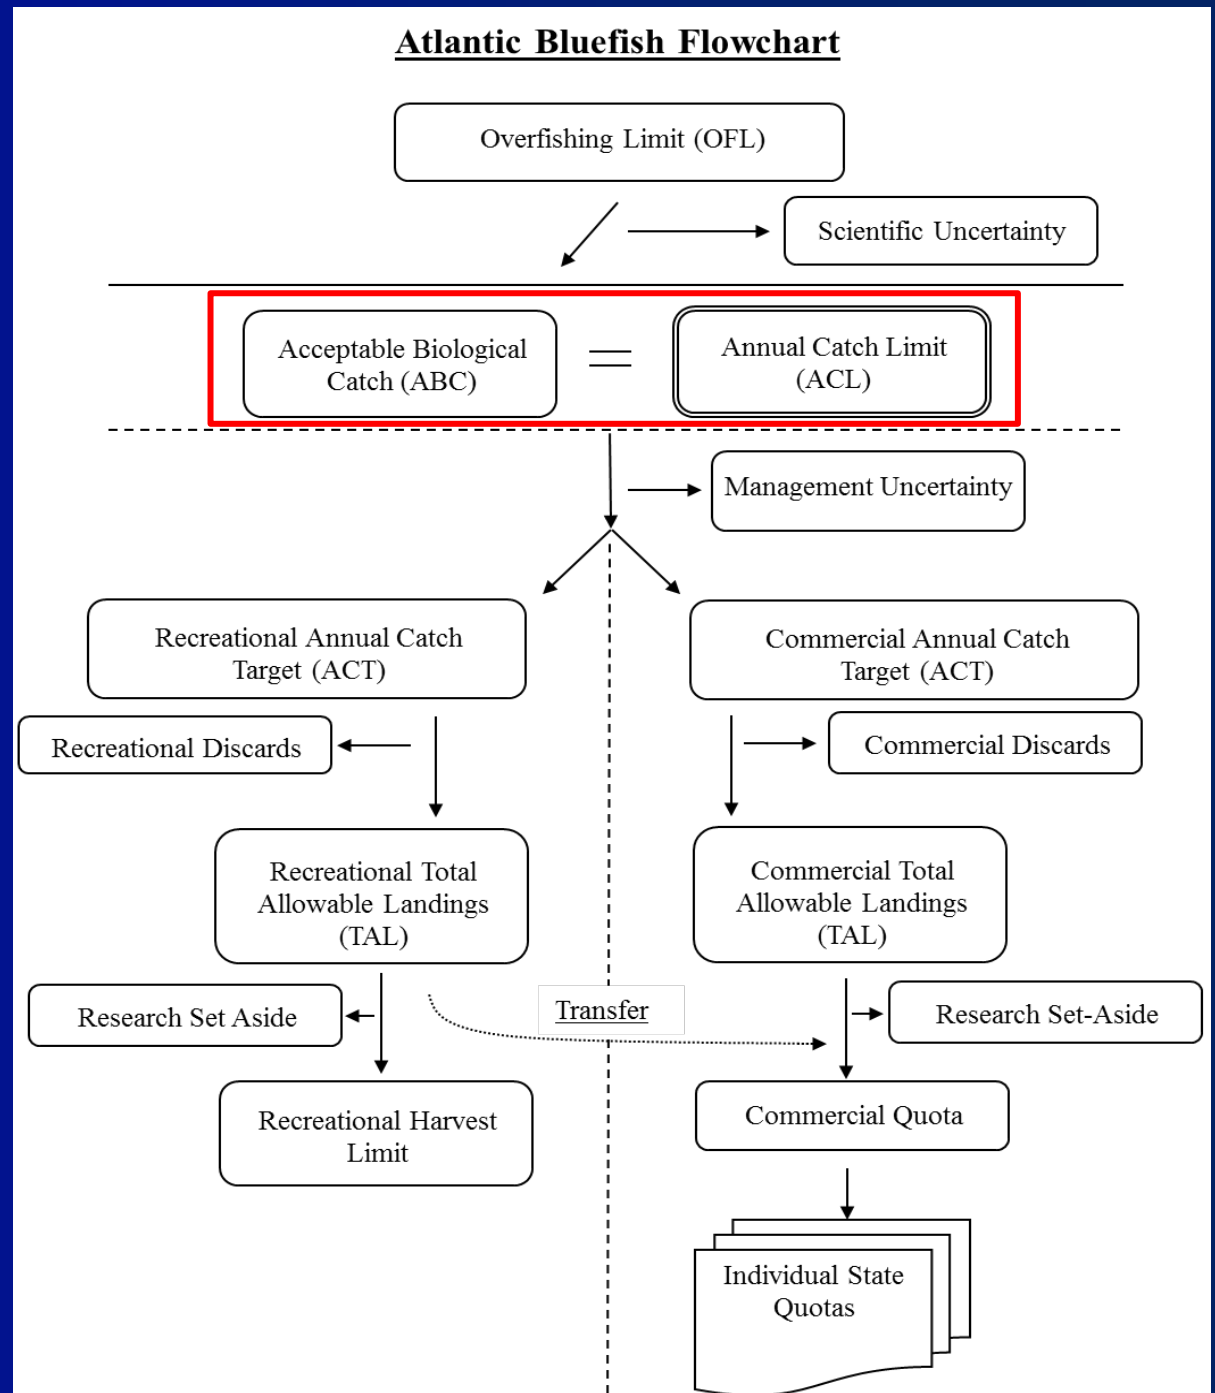 Atlantic Bluefish Flowchart
Overfishing Limit (OFL)
Scientific Uncertainty
Acceptable Biological
Catch (ABC)
=
Annual Catch Limit
(ACL)
Management Uncertainty
Recreational Annual Catch
Target (ACT)
Commercial Annual Catch
Target (ACT)
Recreational Discards
Commercial Discards
Recreational Total
Allowable Landings
(TAL)
Commercial Total
Allowable Landings
(TAL)
Research Set Aside
Transfer
Research Set-Aside
Recreational Harvest
Limit
Commercial Quota
Individual State
Quotas